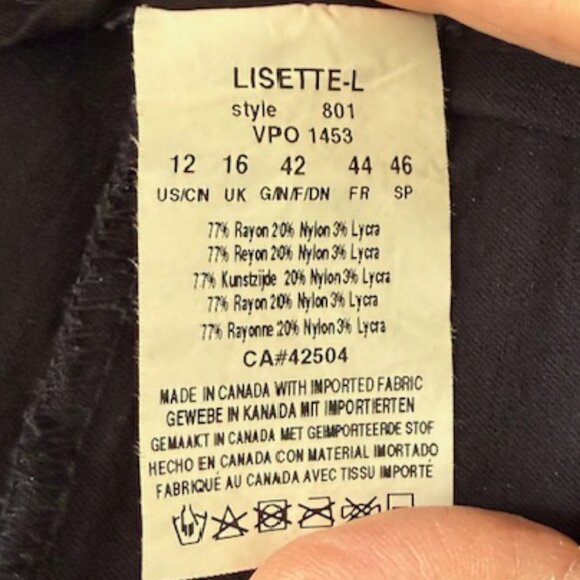 LISETTE-L
style 801
VPO 1453
12 16 42 44 46
US/CN UK G/N/F/DN FR SP
77% Rayon 20% Nylon 3% Lycra
77% Reyon 20% Nylon 3% Lycra
77% Kunstzijde 20% Nylon 3% Lycra
77% Rayon 20% Nylon 3% Lycra
77% Rayonne 20% Nylon 3% Lycra
CA#42504
MADE IN CANADA WITH IMPORTED FABRIC
GEWEBE IN KANADA MIT IMPORTIERTEN
GEMAAKT IN CANADA MET GEIMPORTEERDE STOF
HECHO EN CANADA CON MATERIAL IMORTADO
FABRIQUÉ AU CANADA AVEC TISSU IMPORTÉ